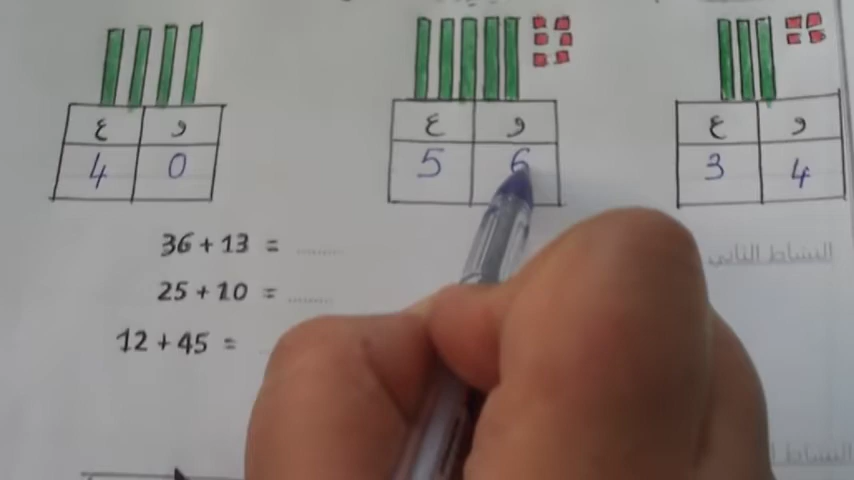 ع و ع و ع و
4 0 5 6 3 4
36 + 13 = ...... النشاط الثاني
25 + 10 = ......
12 + 45 =